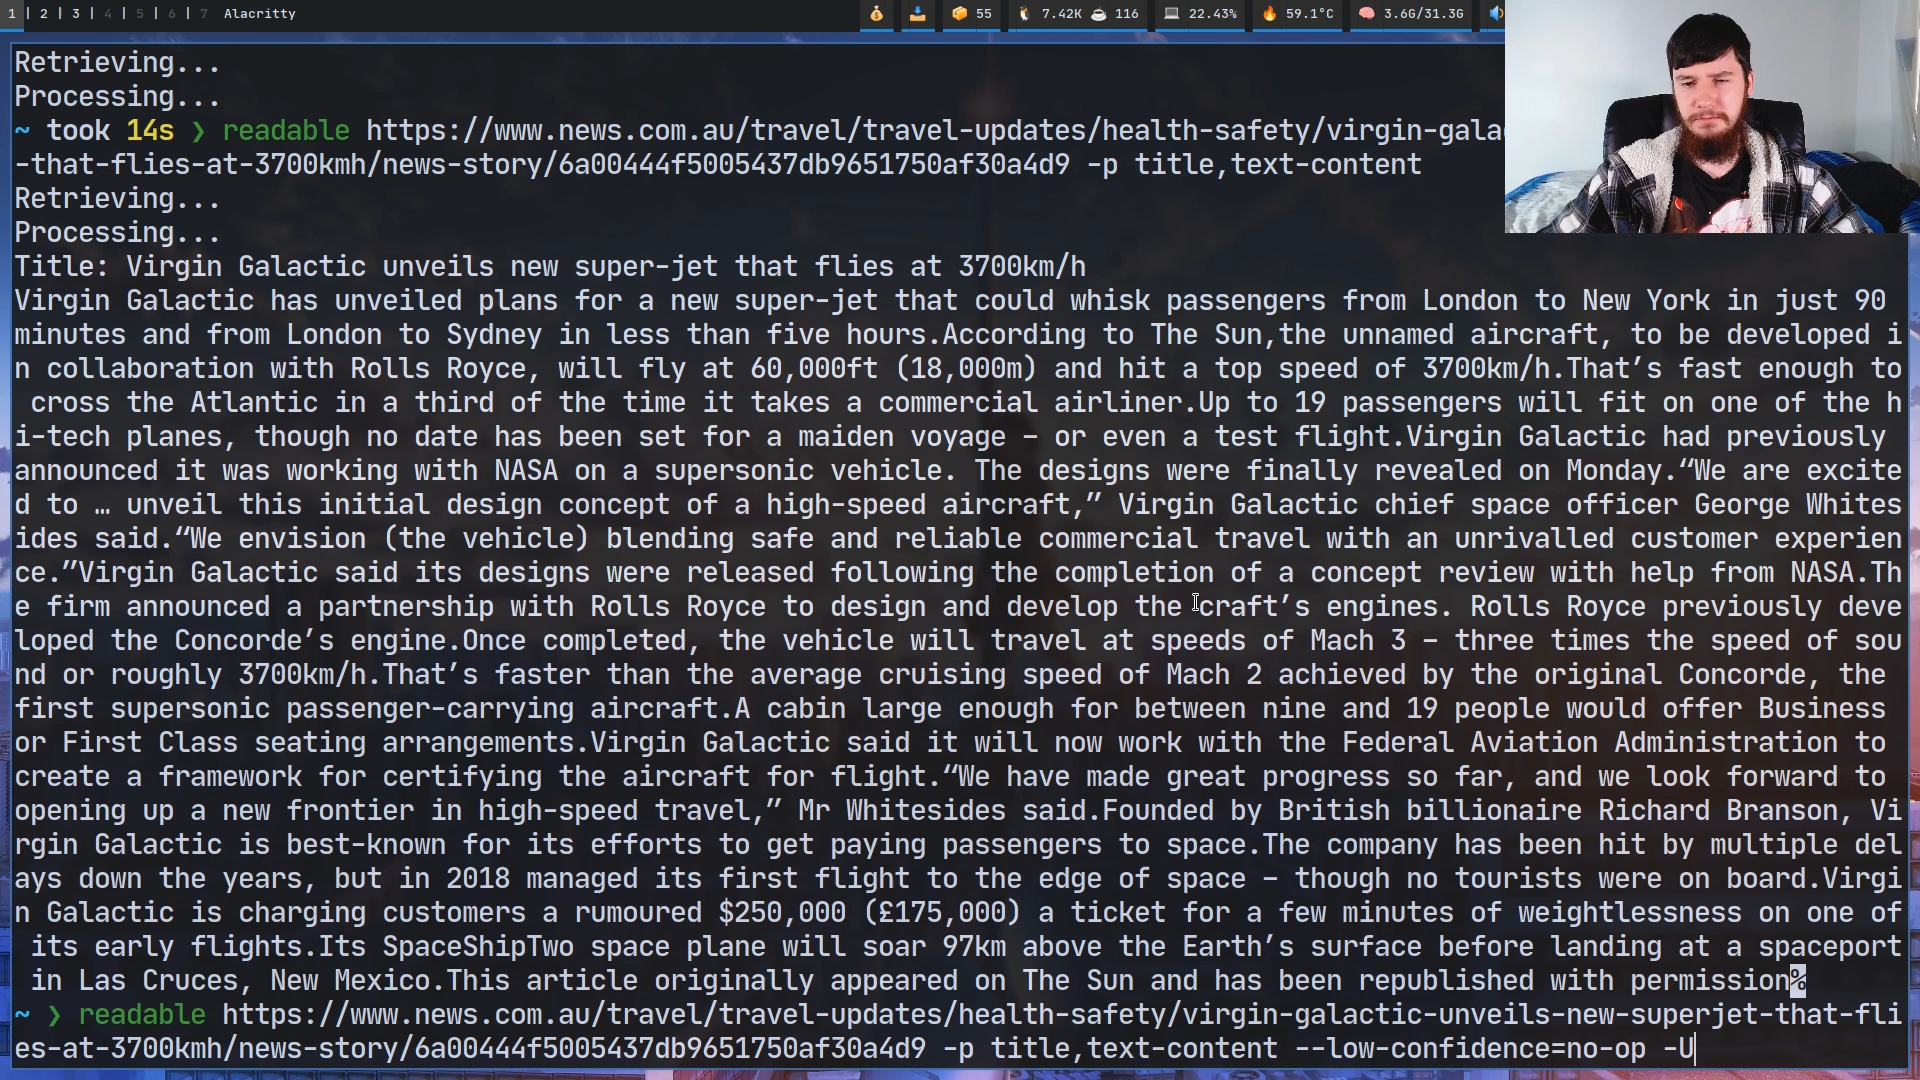 1 | 2 | 3 | 4 | 5 | 6 | 7 Alacritty 55 7.42K 116 22.43% 59.1°C 3.6G/31.3G
Retrieving...
Processing...
~ took 14s ❯ readable https://www.news.com.au/travel/travel-updates/health-safety/virgin-gala
-that-flies-at-3700kmh/news-story/6a00444f5005437db9651750af30a4d9 -p title,text-content
Retrieving...
Processing...
Title: Virgin Galactic unveils new super-jet that flies at 3700km/h
Virgin Galactic has unveiled plans for a new super-jet that could whisk passengers from London to New York in just 90
minutes and from London to Sydney in less than five hours.According to The Sun,the unnamed aircraft, to be developed i
n collaboration with Rolls Royce, will fly at 60,000ft (18,000m) and hit a top speed of 3700km/h.That’s fast enough to
cross the Atlantic in a third of the time it takes a commercial airliner.Up to 19 passengers will fit on one of the h
i-tech planes, though no date has been set for a maiden voyage – or even a test flight.Virgin Galactic had previously
announced it was working with NASA on a supersonic vehicle. The designs were finally revealed on Monday.“We are excite
d to … unveil this initial design concept of a high-speed aircraft,” Virgin Galactic chief space officer George Whites
ides said.“We envision (the vehicle) blending safe and reliable commercial travel with an unrivalled customer experien
ce.”Virgin Galactic said its designs were released following the completion of a concept review with help from NASA.Th
e firm announced a partnership with Rolls Royce to design and develop the craft’s engines. Rolls Royce previously deve
loped the Concorde’s engine.Once completed, the vehicle will travel at speeds of Mach 3 – three times the speed of sou
nd or roughly 3700km/h.That’s faster than the average cruising speed of Mach 2 achieved by the original Concorde, the
first supersonic passenger-carrying aircraft.A cabin large enough for between nine and 19 people would offer Business
or First Class seating arrangements.Virgin Galactic said it will now work with the Federal Aviation Administration to
create a framework for certifying the aircraft for flight.“We have made great progress so far, and we look forward to
opening up a new frontier in high-speed travel,” Mr Whitesides said.Founded by British billionaire Richard Branson, Vi
rgin Galactic is best-known for its efforts to get paying passengers to space.The company has been hit by multiple del
ays down the years, but in 2018 managed its first flight to the edge of space – though no tourists were on board.Virgi
n Galactic is charging customers a rumoured $250,000 (£175,000) a ticket for a few minutes of weightlessness on one of
its early flights.Its SpaceShipTwo space plane will soar 97km above the Earth’s surface before landing at a spaceport
in Las Cruces, New Mexico.This article originally appeared on The Sun and has been republished with permission%
~ ❯ readable https://www.news.com.au/travel/travel-updates/health-safety/virgin-galactic-unveils-new-superjet-that-fli
es-at-3700kmh/news-story/6a00444f5005437db9651750af30a4d9 -p title,text-content --low-confidence=no-op -U